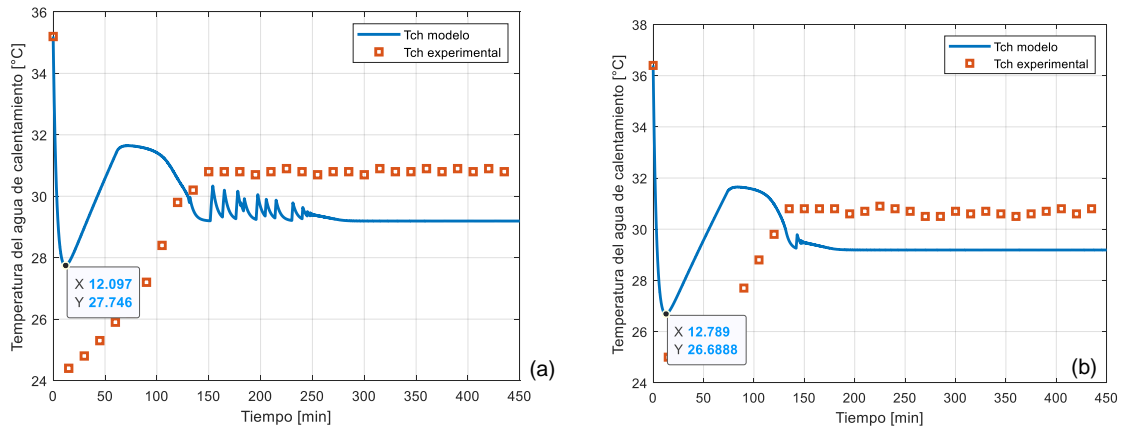 36
34
32
30
28
26
24
0
50
100
150
200
250
300
350
400
450
Temperatura del agua de calentamiento [°C]
Tiempo [min]
Tch modelo
Tch experimental
X 12.097
Y 27.746
(a)
38
36
34
32
30
28
26
24
0
50
100
150
200
250
300
350
400
450
Temperatura del agua de calentamiento [°C]
Tiempo [min]
Tch modelo
Tch experimental
X 12.789
Y 26.6888
(b)